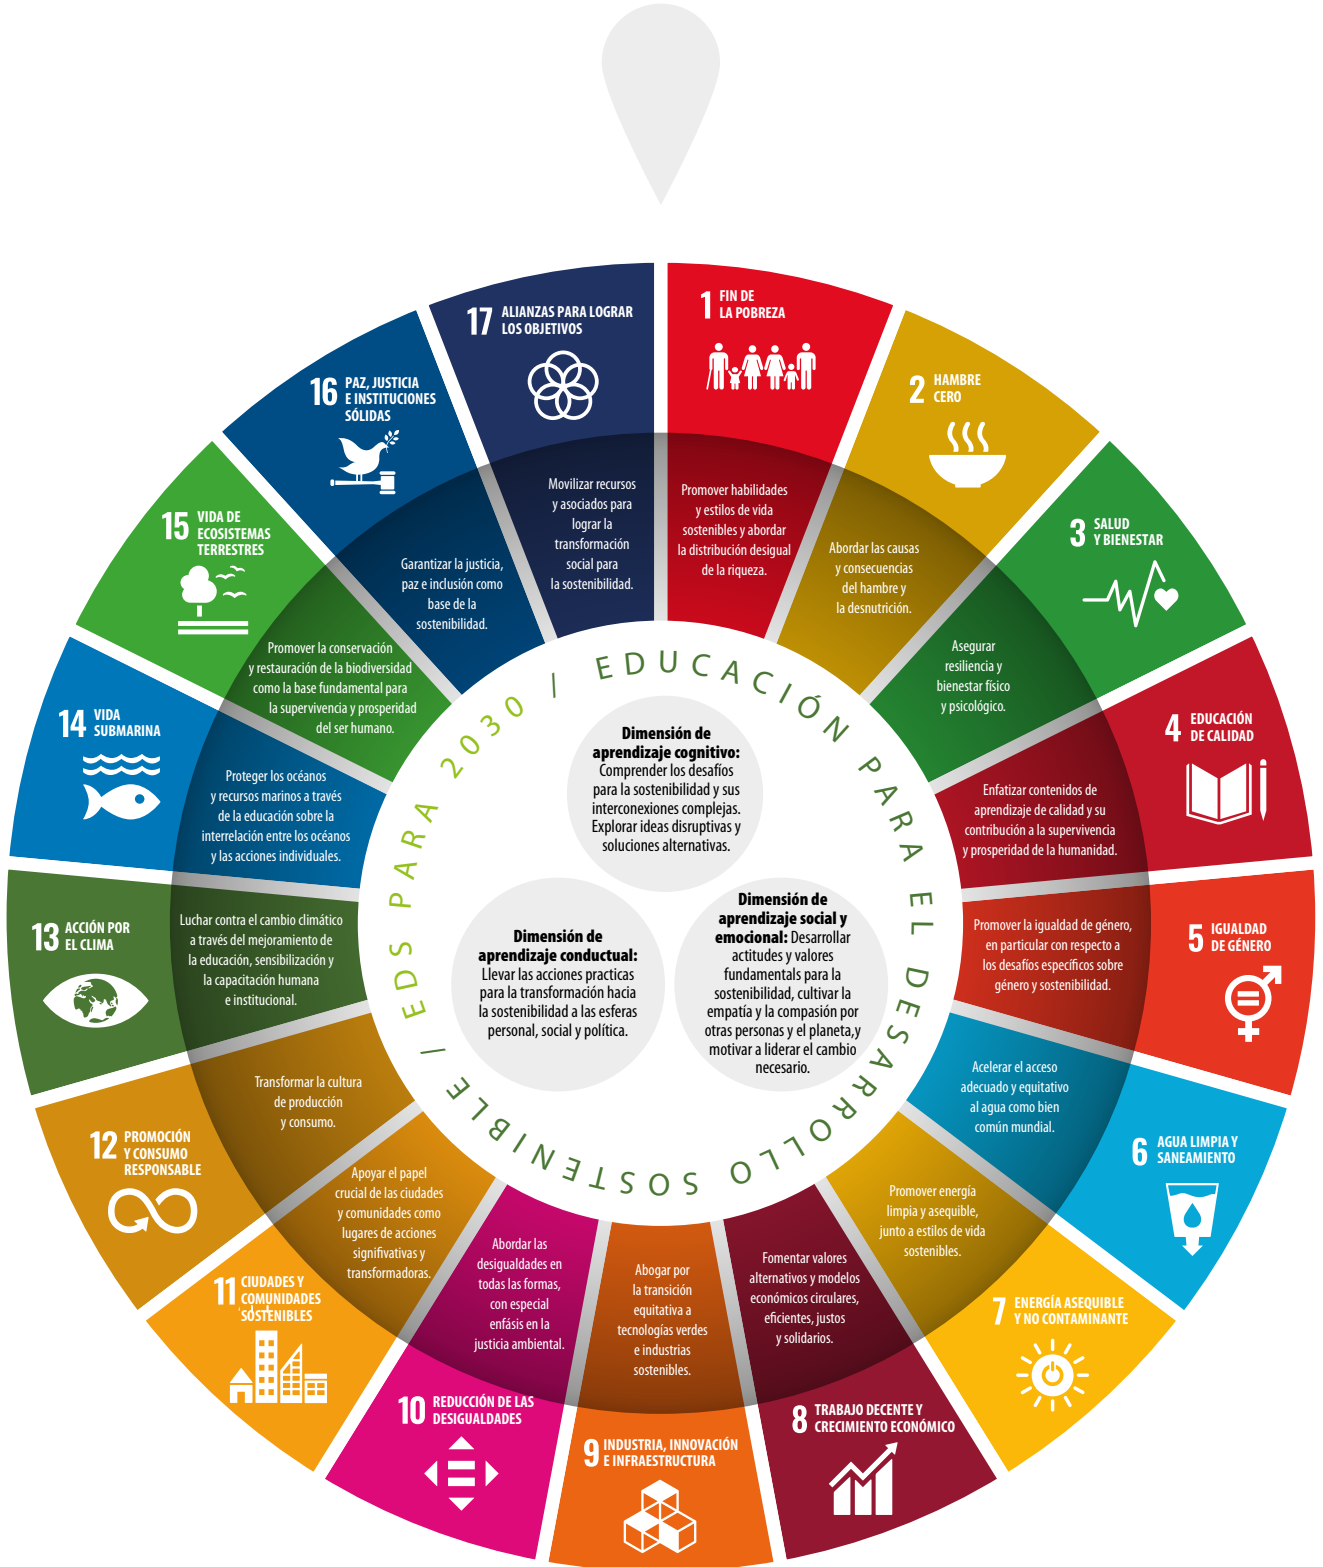 1 FIN DE
LA POBREZA
Promover habilidades
y estilos de vida
sostenibles y abordar
la distribución desigual
de la riqueza.
2 HAMBRE
CERO
Abordar las causas
y consecuencias
del hambre y
la desnutrición.
3 SALUD
Y BIENESTAR
Asegurar
resiliencia y
bienestar físico
y psicológico.
4 EDUCACIÓN
DE CALIDAD
Enfatizar contenidos de
aprendizaje de calidad y su
contribución a la supervivencia
y prosperidad de la humanidad.
5 IGUALDAD
DE GÉNERO
Promover la igualdad de género,
en particular con respecto a
los desafíos específicos sobre
género y sostenibilidad.
6 AGUA LIMPIA Y
SANEAMIENTO
Acelerar el acceso
adecuado y equitativo
al agua como bien
común mundial.
7 ENERGÍA ASEQUIBLE
Y NO CONTAMINANTE
Promover energía
limpia y asequible,
junto a estilos de vida
sostenibles.
8 TRABAJO DECENTE Y
CRECIMIENTO ECONÓMICO
Fomentar valores
alternativos y modelos
económicos circulares,
eficientes, justos
y solidarios.
9 INDUSTRIA, INNOVACIÓN
E INFRAESTRUCTURA
Abogar por
la transición
equitativa a
tecnologías verdes
e industrias
sostenibles.
10 REDUCCIÓN DE LAS
DESIGUALDADES
Abordar las
desigualdades en
todas las formas,
con especial
enfásis en la
justicia ambiental.
11 CIUDADES Y
COMUNIDADES
SOSTENIBLES
Apoyar el papel
crucial de las ciudades
y comunidades como
lugares de acciones
signifivativas y
transformadoras.
12 PROMOCIÓN
Y CONSUMO
RESPONSABLE
Transformar la cultura
de producción
y consumo.
13 ACCIÓN POR
EL CLIMA
Luchar contra el cambio climático
a través del mejoramiento de
la educación, sensibilización y
la capacitación humana
e institucional.
14 VIDA
SUBMARINA
Proteger los océanos
y recursos marinos a través
de la educación sobre la
interrelación entre los océanos
y las acciones individuales.
15 VIDA DE
ECOSISTEMAS
TERRESTRES
Promover la conservación
y restauración de la biodiversidad
como la base fundamental para
la supervivencia y prosperidad
del ser humano.
16 PAZ, JUSTICIA
E INSTITUCIONES
SÓLIDAS
Garantizar la justicia,
paz e inclusión como
base de la
sostenibilidad.
17 ALIANZAS PARA LOGRAR
LOS OBJETIVOS
Movilizar recursos
y asociados para
lograr la
transformación
social para
la sostenibilidad.
/ EDUCACIÓN PARA EL DESARROLLO SOSTENIBLE / EDS PARA 2030
Dimensión de
aprendizaje cognitivo:
Comprender los desafíos
para la sostenibilidad y sus
interconexiones complejas.
Explorar ideas disruptivas y
soluciones alternativas.
Dimensión de
aprendizaje conductual:
Llevar las acciones practicas
para la transformación hacia
la sostenibilidad a las esferas
personal, social y política.
Dimensión de
aprendizaje social y
emocional: Desarrollar
actitudes y valores
fundamentals para la
sostenibilidad, cultivar la
empatía y la compasión por
otras personas y el planeta,y
motivar a liderar el cambio
necesario.